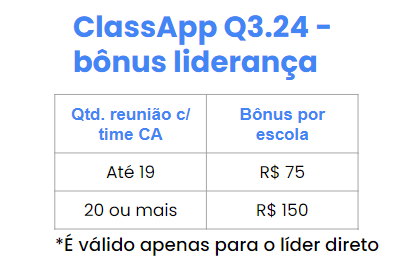 ClassApp Q3.24 -
bônus liderança
Qtd. reunião c/
time CA
Bônus por
escola
Até 19
R$ 75
20 ou mais
R$ 150
*É válido apenas para o líder direto